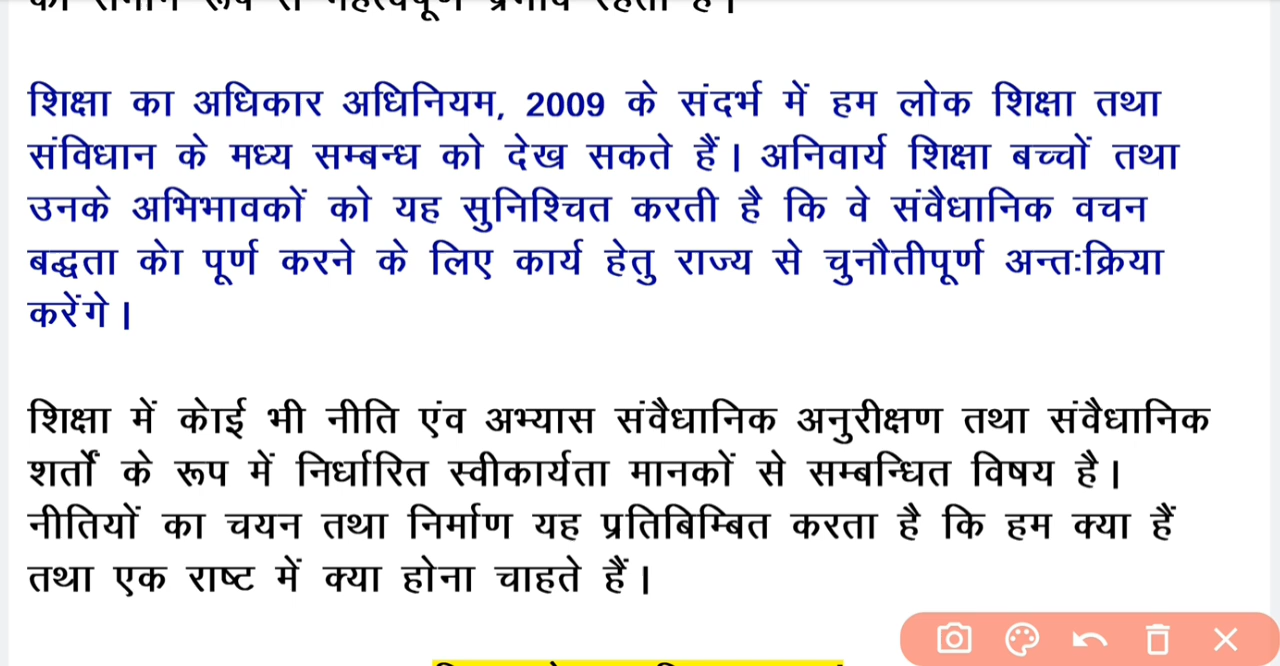 शिक्षा का अधिकार अधिनियम, 2009 के संदर्भ में हम लोक शिक्षा तथा
संविधान के मध्य सम्बन्ध को देख सकते हैं। अनिवार्य शिक्षा बच्चों तथा
उनके अभिभावकों को यह सुनिश्चित करती है कि वे संवैधानिक वचन
बद्धता केा पूर्ण करने के लिए कार्य हेतु राज्य से चुनौतीपूर्ण अन्तःक्रिया
करेंगे।
शिक्षा में केाई भी नीति एंव अभ्यास संवैधानिक अनुरीक्षण तथा संवैधानिक
शर्तों के रूप में निर्धारित स्वीकार्यता मानकों से सम्बन्धित विषय है।
नीतियों का चयन तथा निर्माण यह प्रतिबिम्बित करता है कि हम क्या हैं
तथा एक राष्ट में क्या होना चाहते हैं।